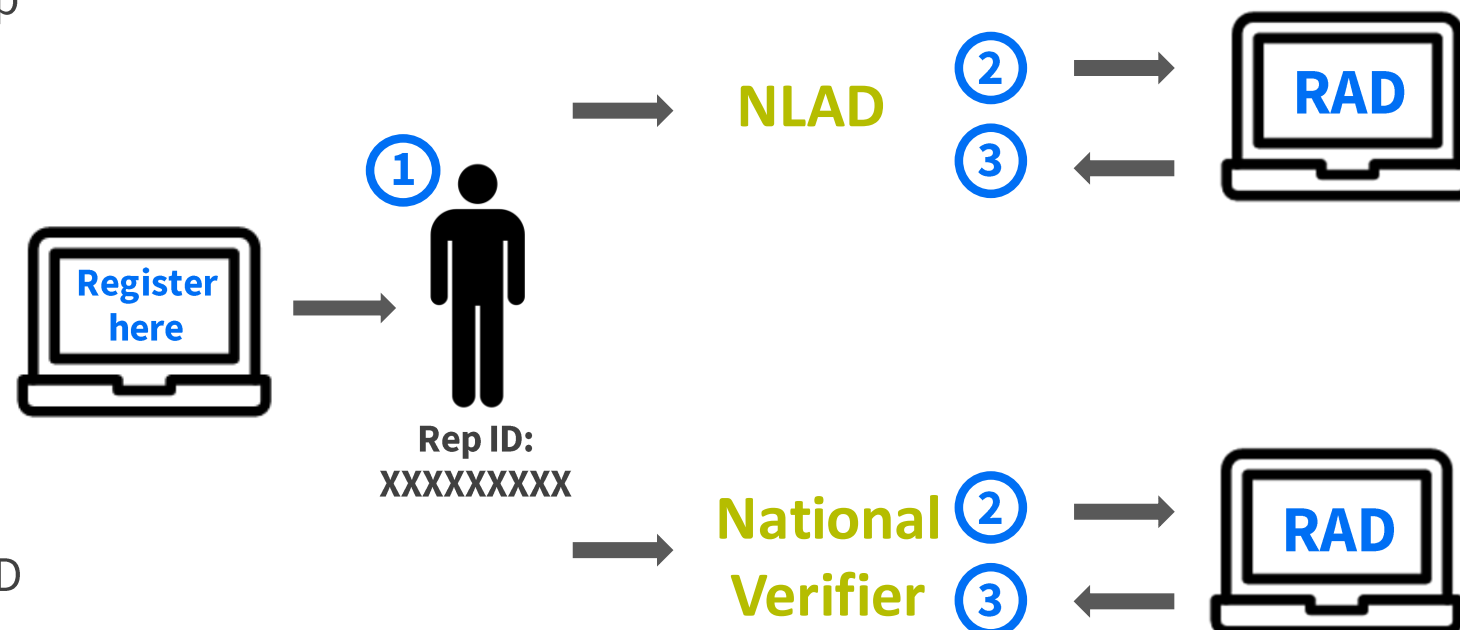 1
Register
here
Rep ID:
XXXXXXXXX
NLAD
2
3
RAD
National
Verifier
2
3
RAD